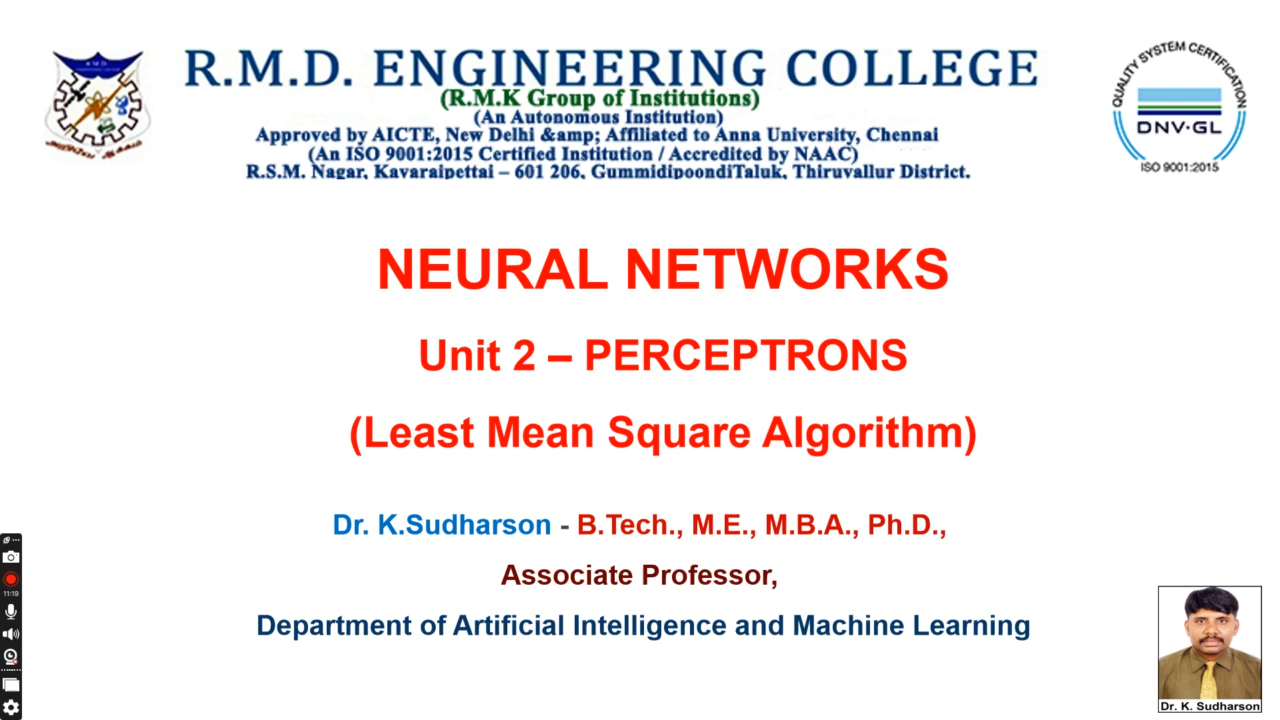 R.M.D. ENGINEERING COLLEGE
(R.M.K Group of Institutions)
(An Autonomous Institution)
Approved by AICTE, New Delhi &amp; Affiliated to Anna University, Chennai
(An ISO 9001:2015 Certified Institution / Accredited by NAAC)
R.S.M. Nagar, Kavaraipettai – 601 206, GummidipoondiTaluk, Thiruvallur District.
QUALITY SYSTEM CERTIFICATION
DNV·GL
ISO 9001:2015
NEURAL NETWORKS
Unit 2 – PERCEPTRONS
(Least Mean Square Algorithm)
Dr. K.Sudharson - B.Tech., M.E., M.B.A., Ph.D.,
Associate Professor,
Department of Artificial Intelligence and Machine Learning
11:19
Dr. K. Sudharson